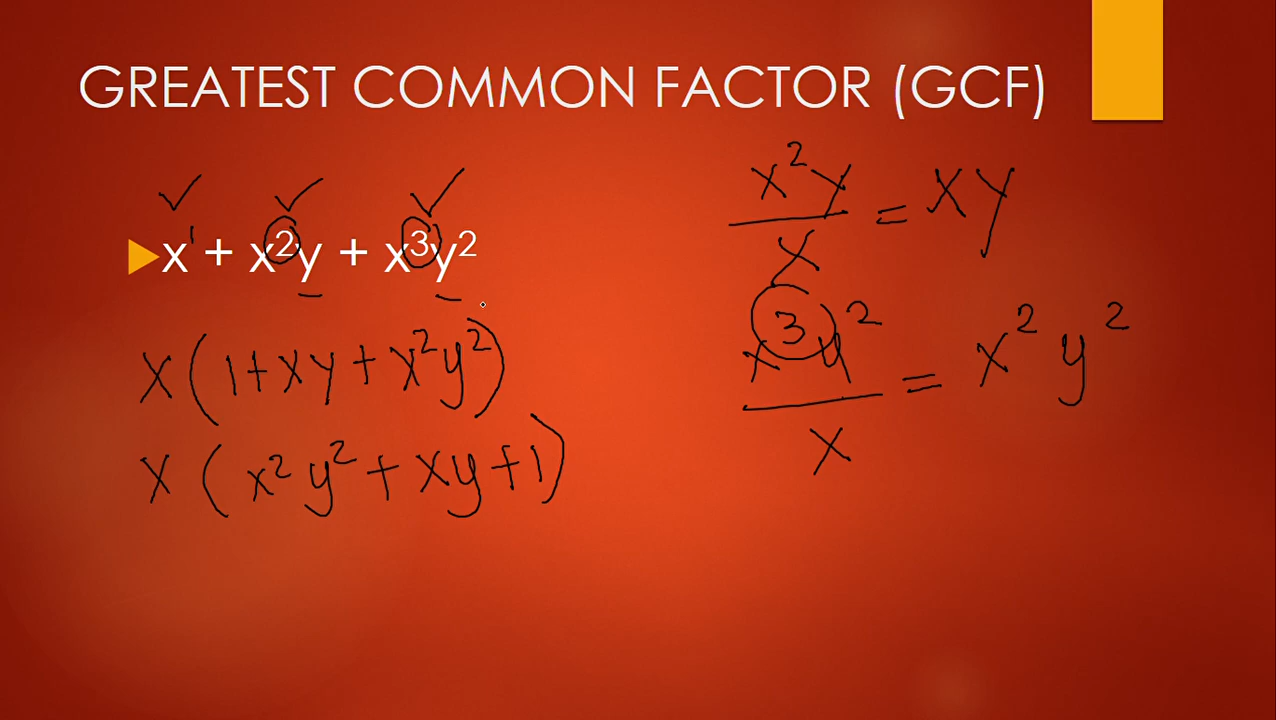 GREATEST COMMON FACTOR (GCF)
x¹ + x²y + x³y²
x(1+xy+x²y²)
x(x²y²+xy+1)
x²y/x = xy
x³y²/x = x²y²